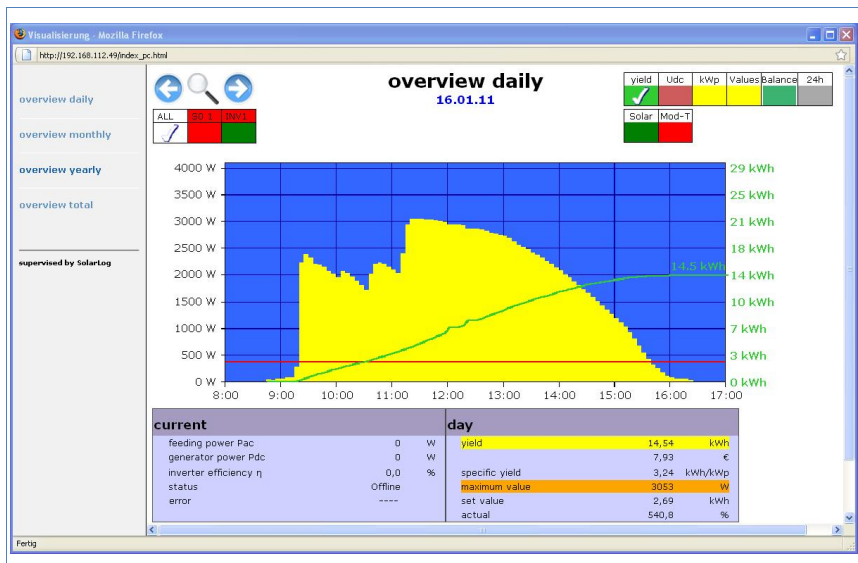 Visualisierung - Mozilla Firefox
http://192.168.112.49/index_pc.html
overview daily
overview monthly
overview yearly
overview total
supervised by SolarLog
overview daily
16.01.11
yield Udc kWp Values Balance 24h
Solar Mod-T
ALL S0 1 INV1
4000 W
3500 W
3000 W
2500 W
2000 W
1500 W
1000 W
500 W
0 W
29 kWh
25 kWh
21 kWh
18 kWh
14.5 kWh
14 kWh
10 kWh
7 kWh
3 kWh
0 kWh
8:00 9:00 10:00 11:00 12:00 13:00 14:00 15:00 16:00 17:00
current
feeding power Pac 0 W
generator power Pdc 0 W
inverter efficiency η 0,0 %
status Offline
error ----
day
yield 14,54 kWh
7,93 €
specific yield 3,24 kWh/kWp
maximum value 3053 W
set value 2,69 kWh
actual 540,8 %
Fertig